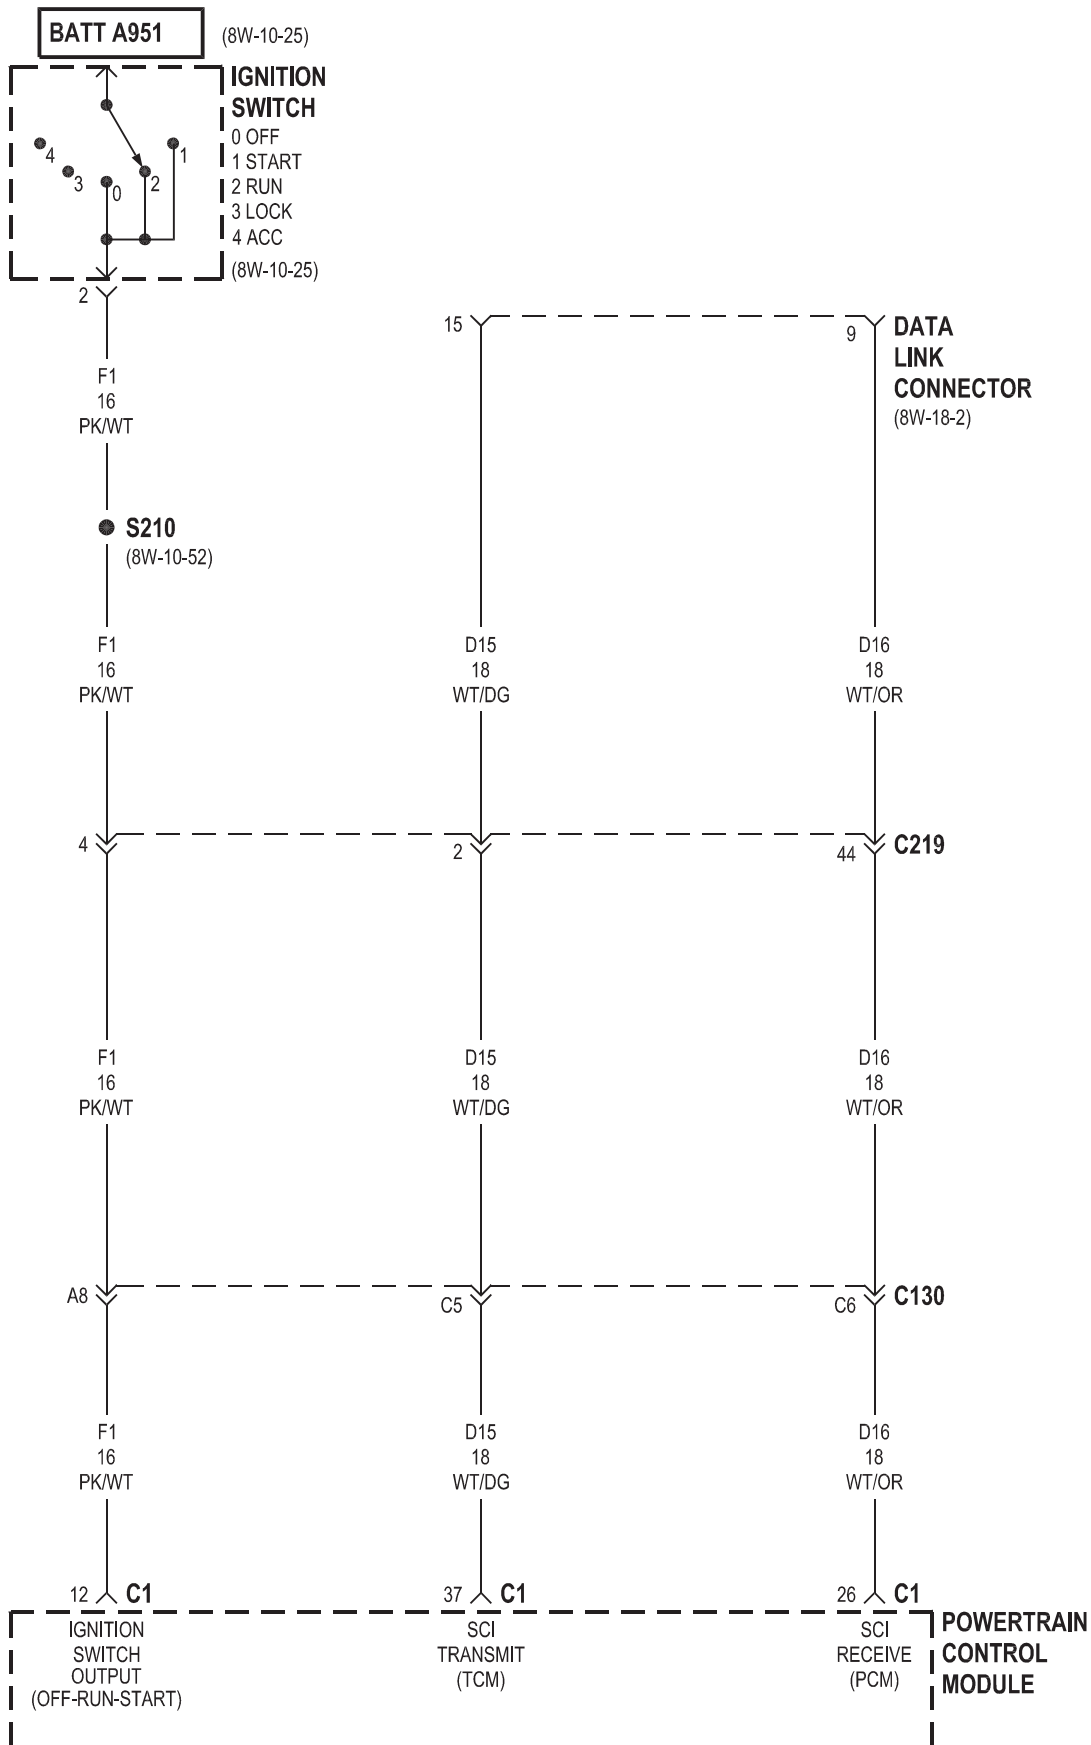 BATT A951
(8W-10-25)
IGNITION
SWITCH
0 OFF
1 START
2 RUN
3 LOCK
4 ACC
(8W-10-25)
4
3
0
2
1
2
F1
16
PK/WT
S210
(8W-10-52)
15
9
DATA
LINK
CONNECTOR
(8W-18-2)
F1
16
PK/WT
D15
18
WT/DG
D16
18
WT/OR
4
2
44
C219
F1
16
PK/WT
D15
18
WT/DG
D16
18
WT/OR
A8
C5
C6
C130
F1
16
PK/WT
D15
18
WT/DG
D16
18
WT/OR
12 C1
37 C1
26 C1
IGNITION
SWITCH
OUTPUT
(OFF-RUN-START)
SCI
TRANSMIT
(TCM)
SCI
RECEIVE
(PCM)
POWERTRAIN
CONTROL
MODULE